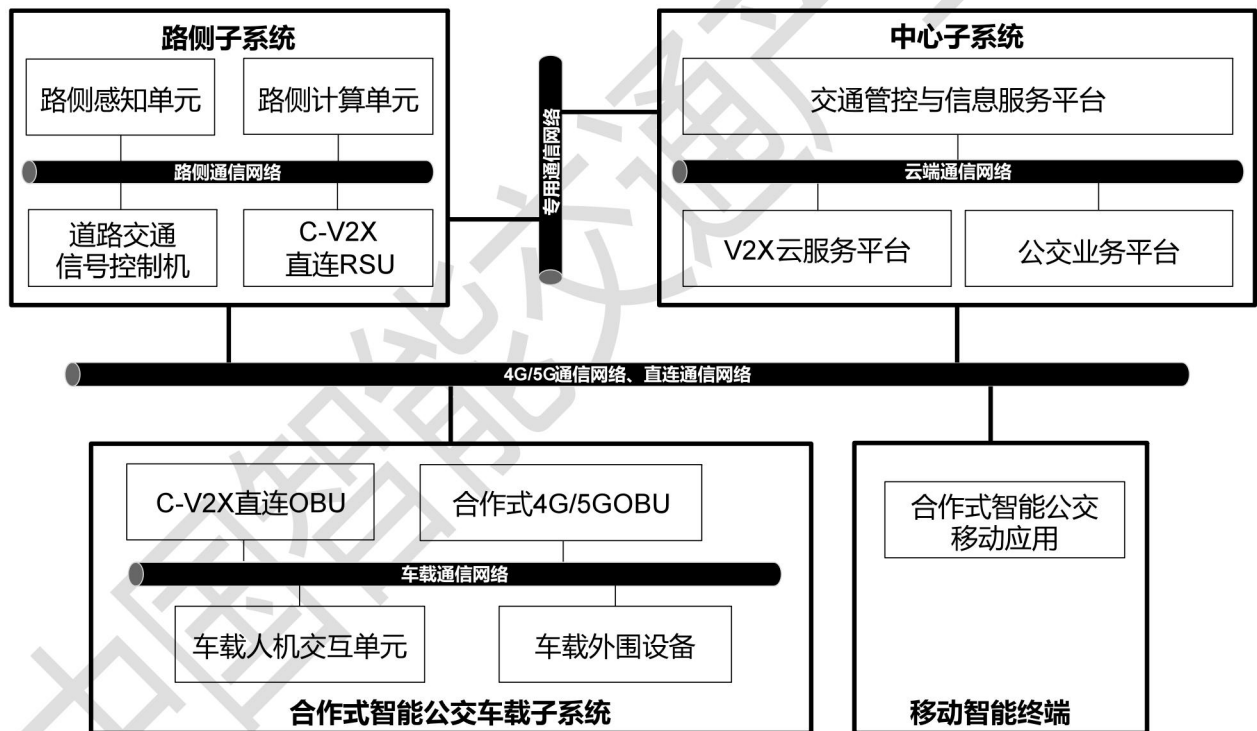 路侧子系统
路侧感知单元
路侧计算单元
路侧通信网络
道路交通
信号控制机
C-V2X
直连RSU
专用通信网络
中心子系统
交通管控与信息服务平台
云端通信网络
V2X云服务平台
公交业务平台
4G/5G通信网络、直连通信网络
C-V2X直连OBU
合作式4G/5GOBU
车载通信网络
车载人机交互单元
车载外围设备
合作式智能公交车载子系统
合作式智能公交
移动应用
移动智能终端
中国智能交通产